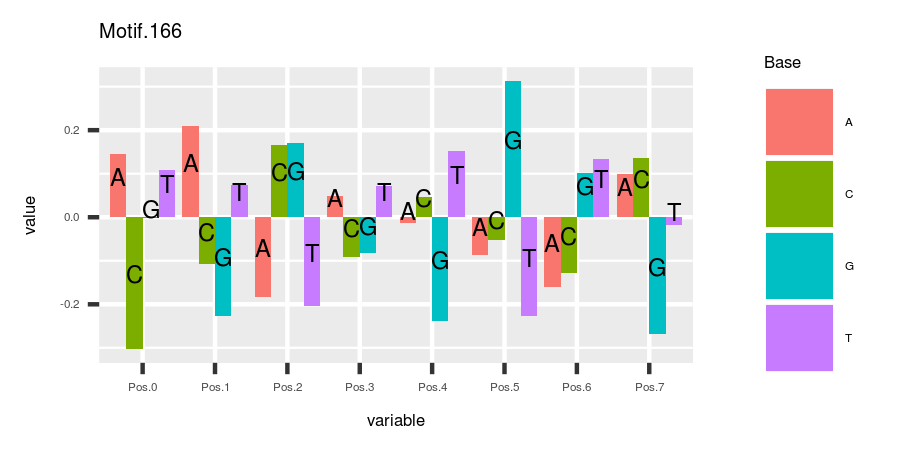 Motif.166
Base
A
C
G
T
value
0.2
0.0
-0.2
A C G T
A C G T
A C G T
A C G T
A C G T
A C G T
A C G T
A C G T
Pos.0 Pos.1 Pos.2 Pos.3 Pos.4 Pos.5 Pos.6 Pos.7
variable